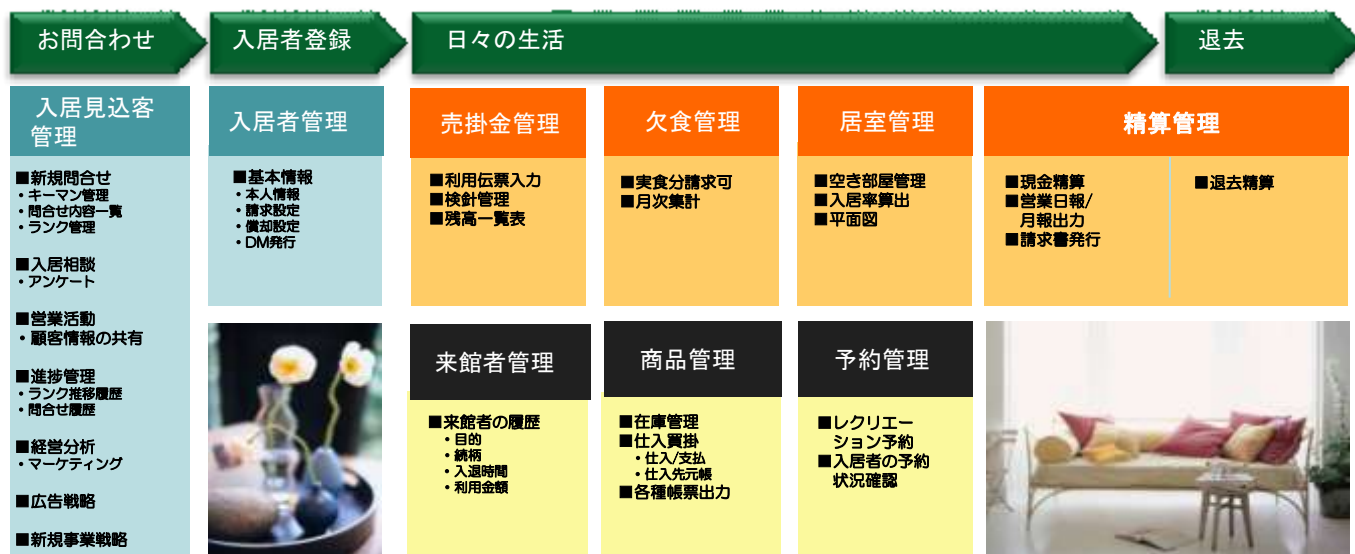 お問合わせ
入居者登録
日々の生活
退去
入居見込客
管理
■新規問合せ
・キーマン管理
・問合せ内容一覧
・ランク管理
■入居相談
・アンケート
■営業活動
・顧客情報の共有
■進捗管理
・ランク推移履歴
・問合せ履歴
■経営分析
・マーケティング
■広告戦略
■新規事業戦略
入居者管理
■基本情報
・本人情報
・請求設定
・償却設定
・DM発行
売掛金管理
■利用伝票入力
■検針管理
■残高一覧表
欠食管理
■実食分請求可
■月次集計
居室管理
■空き部屋管理
■入居率算出
■平面図
精算管理
■現金精算
■営業日報/
月報出力
■請求書発行
■退去精算
来館者管理
■来館者の履歴
・目的
・続柄
・入退時間
・利用金額
商品管理
■在庫管理
■仕入買掛
・仕入/支払
・仕入先元帳
■各種帳票出力
予約管理
■レクリエー
ション予約
■入居者の予約
状況確認